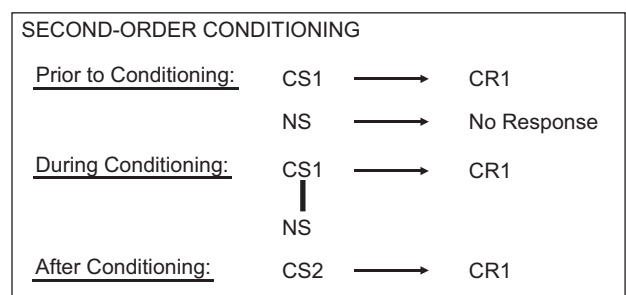 SECOND-ORDER CONDITIONING
Prior to Conditioning: CS1 CR1
NS No Response
During Conditioning: CS1 CR1
NS
After Conditioning: CS2 CR1